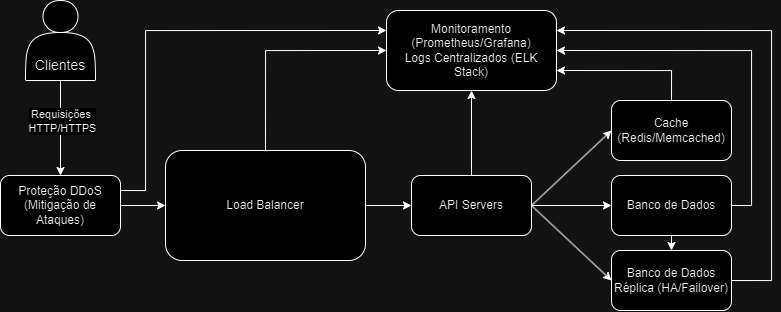 Clientes
Requisições
HTTP/HTTPS
Proteção DDoS
(Mitigação de
Ataques)
Load Balancer
Monitoramento
(Prometheus/Grafana)
Logs Centralizados (ELK
Stack)
API Servers
Cache
(Redis/Memcached)
Banco de Dados
Banco de Dados
Réplica (HA/Failover)